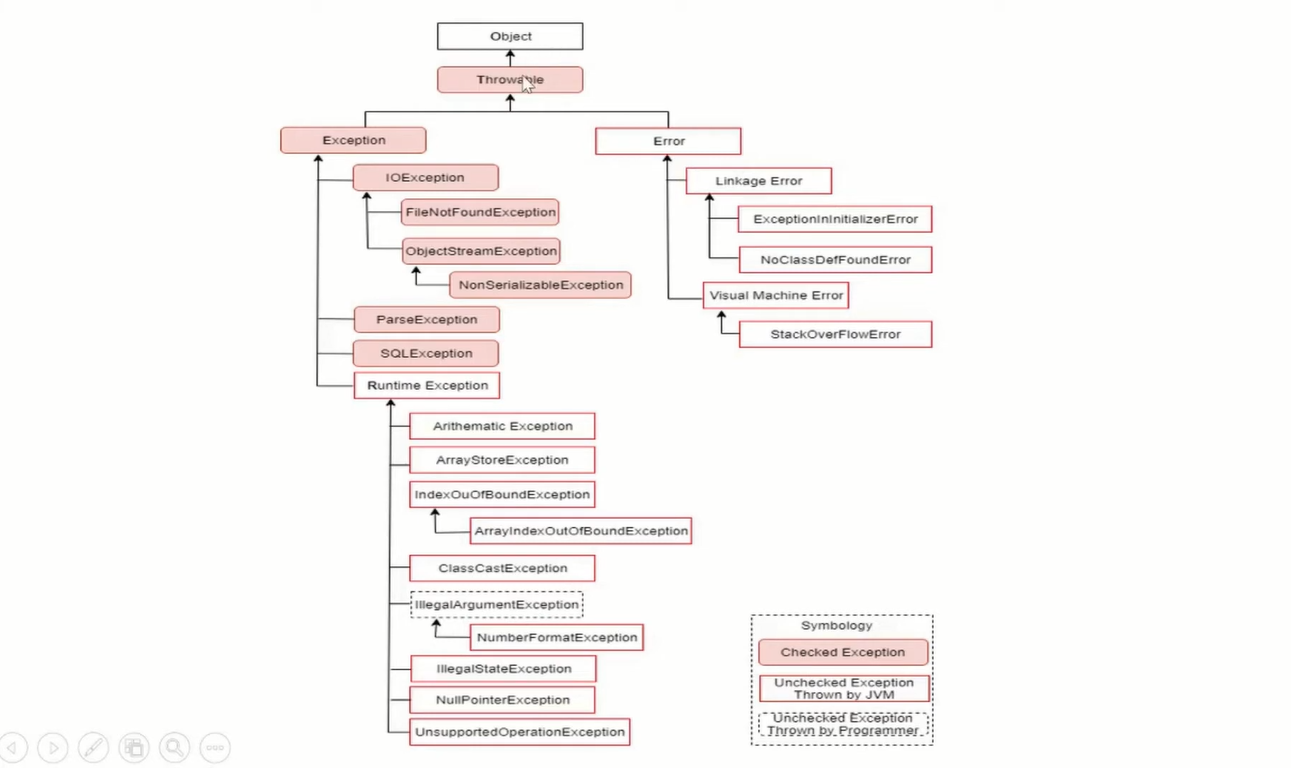 Object
Throwable
Exception
Error
IOException
Linkage Error
FileNotFoundException
ExceptionInInitializerError
ObjectStreamException
NoClassDefFoundError
NonSerializableException
Visual Machine Error
ParseException
StackOverFlowError
SQLException
Runtime Exception
Arithematic Exception
ArrayStoreException
IndexOuOfBoundException
ArrayIndexOutOfBoundException
ClassCastException
IllegalArgumentException
NumberFormatException
IllegalStateException
NullPointerException
UnsupportedOperationException
Symbology
Checked Exception
Unchecked Exception
Thrown by JVM
Unchecked Exception
Thrown by Programmer